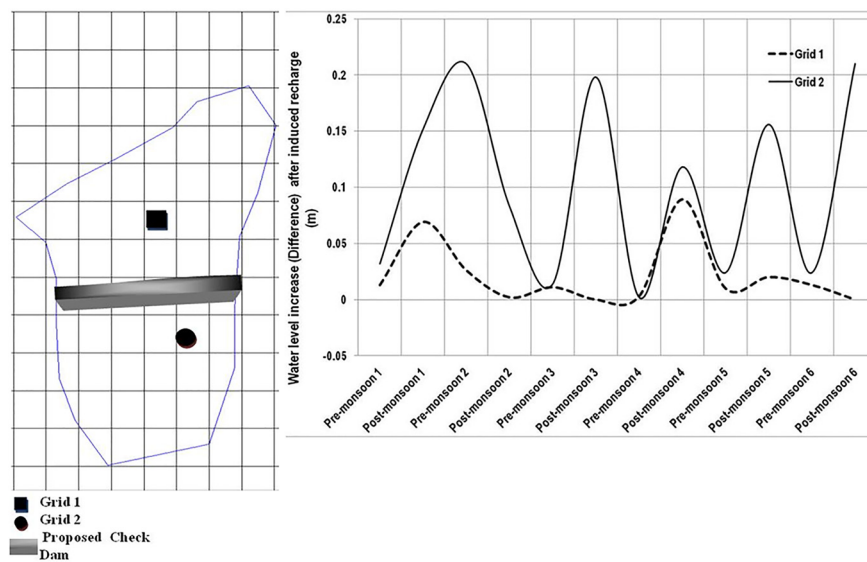 Grid 1
Grid 2
Proposed Check
Dam
Water level increase (Difference) after induced recharge
(m)
0.25
0.2
0.15
0.1
0.05
0
-0.05
Grid 1
Grid 2
Pre-monsoon 1
Post-monsoon 1
Pre-monsoon 2
Post-monsoon 2
Pre-monsoon 3
Post-monsoon 3
Pre-monsoon 4
Post-monsoon 4
Pre-monsoon 5
Post-monsoon 5
Pre-monsoon 6
Post-monsoon 6